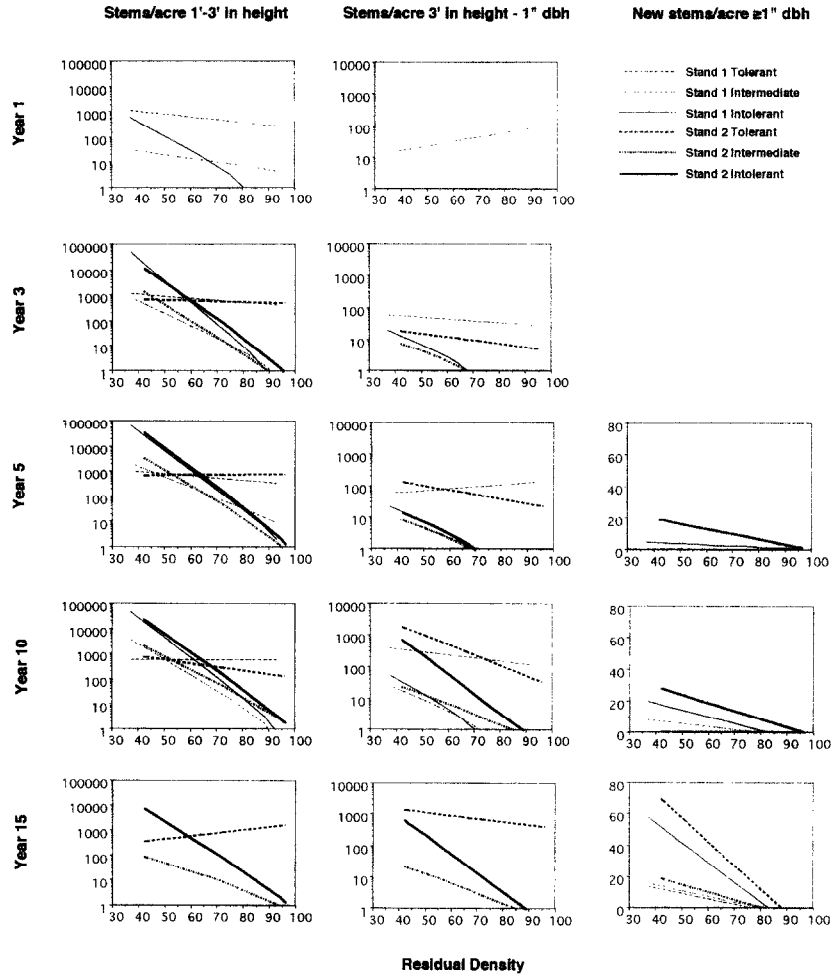 Stems/acre 1'-3' in height
Stems/acre 3' in height - 1" dbh
New stems/acre ≥1" dbh
Year 1
100000
10000
1000
100
10
1
30 40 50 60 70 80 90 100
10000
1000
100
10
1
30 40 50 60 70 80 90 100
Stand 1 Tolerant
Stand 1 Intermediate
Stand 1 Intolerant
Stand 2 Tolerant
Stand 2 Intermediate
Stand 2 Intolerant
Year 3
100000
10000
1000
100
10
1
30 40 50 60 70 80 90 100
10000
1000
100
10
1
30 40 50 60 70 80 90 100
Year 5
100000
10000
1000
100
10
1
30 40 50 60 70 80 90 100
10000
1000
100
10
1
30 40 50 60 70 80 90 100
80
60
40
20
0
30 40 50 60 70 80 90 100
Year 10
100000
10000
1000
100
10
1
30 40 50 60 70 80 90 100
10000
1000
100
10
1
30 40 50 60 70 80 90 100
80
60
40
20
0
30 40 50 60 70 80 90 100
Year 15
100000
10000
1000
100
10
1
30 40 50 60 70 80 90 100
10000
1000
100
10
1
30 40 50 60 70 80 90 100
80
60
40
20
0
30 40 50 60 70 80 90 100
Residual Density